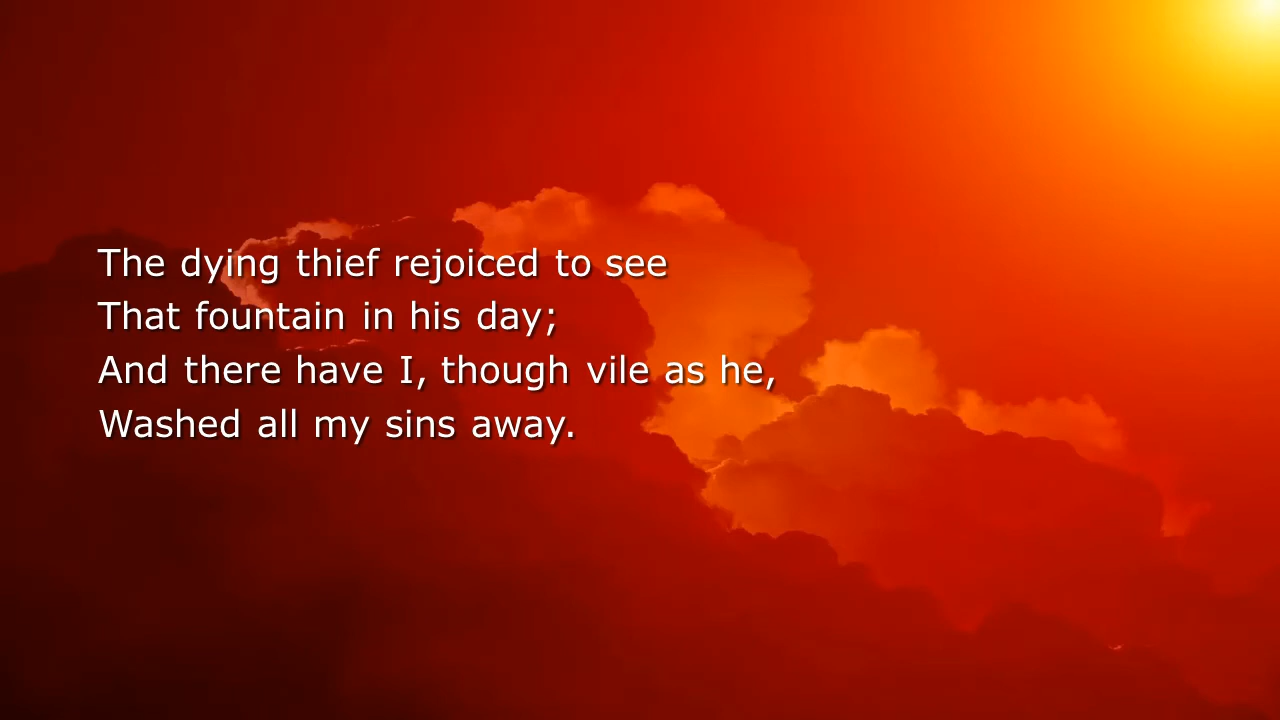 The dying thief rejoiced to see
That fountain in his day;
And there have I, though vile as he,
Washed all my sins away.